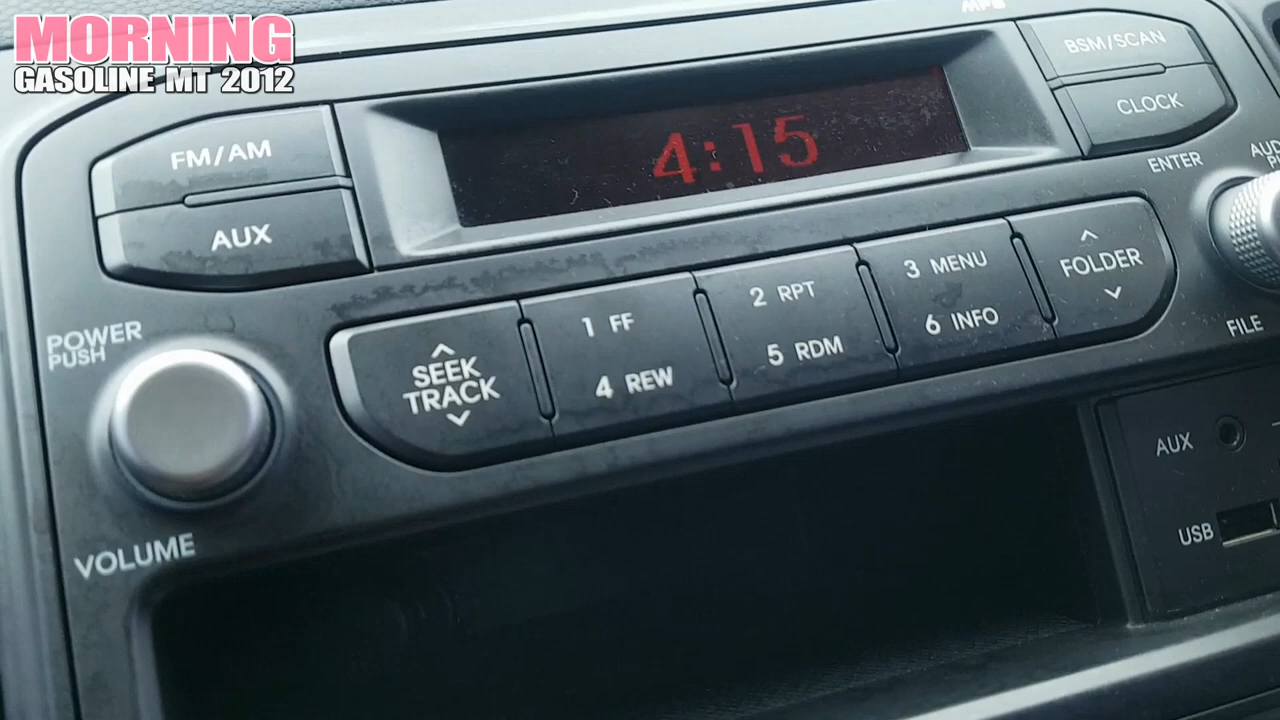 MORNING
GASOLINE MT 2012
MP3
BSM/SCAN
CLOCK
FM/AM
AUX
4:15
ENTER
POWER
PUSH
VOLUME
SEEK
TRACK
1 FF
4 REW
2 RPT
5 RDM
3 MENU
6 INFO
FOLDER
FILE
AUX
USB